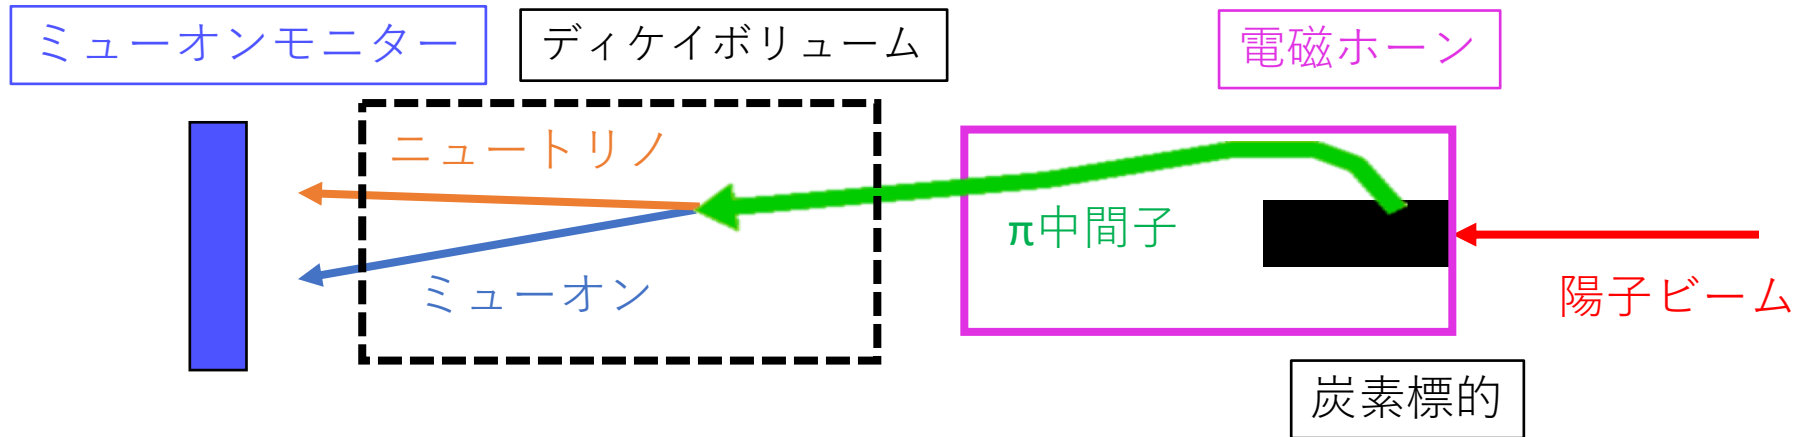 ミューオンモニター
ディケイボリューム
電磁ホーン
ニュートリノ
π中間子
ミューオン
陽子ビーム
炭素標的